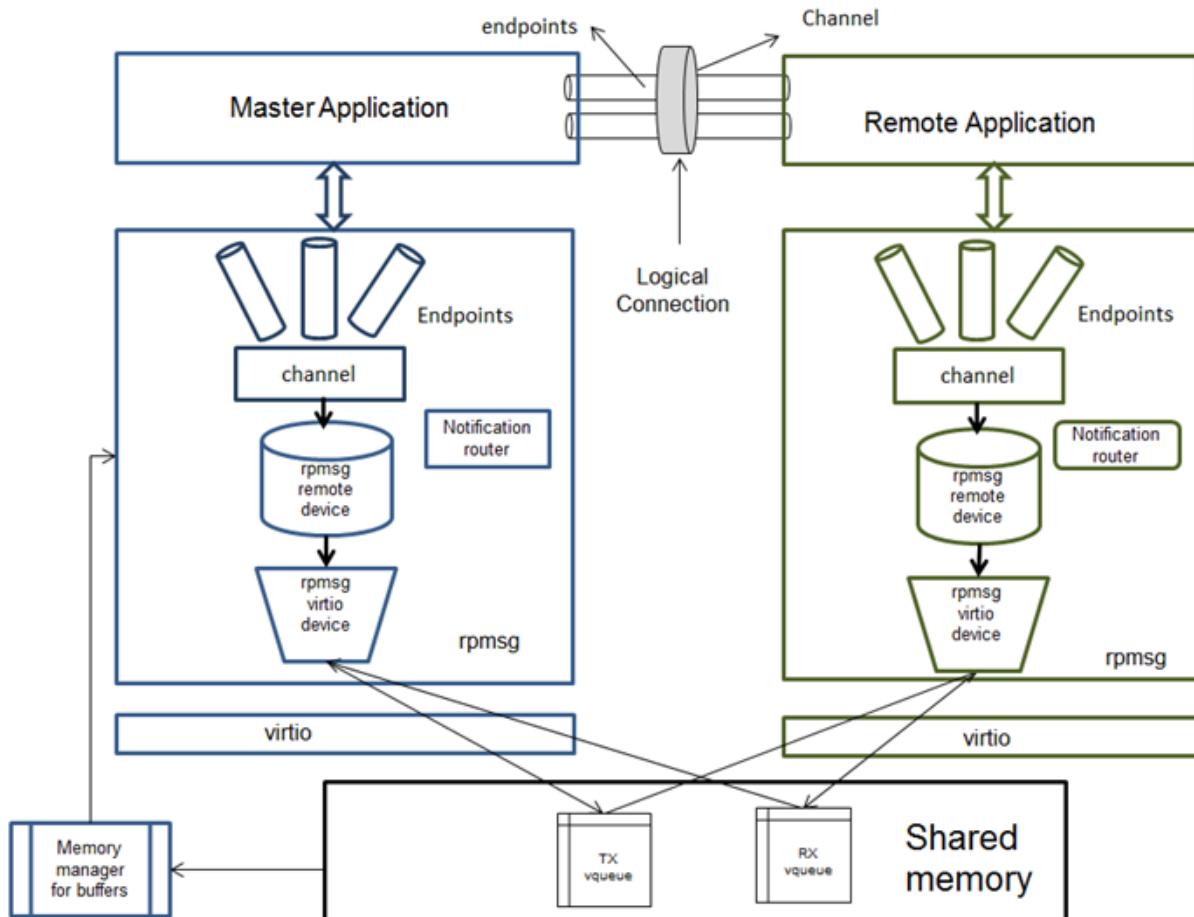 endpoints
Channel
Master Application
Remote Application
Logical
Connection
Endpoints
channel
Notification
router
rpmsg
remote
device
rpmsg
virtio
device
rpmsg
virtio
Endpoints
channel
Notification
router
rpmsg
remote
device
rpmsg
virtio
device
rpmsg
virtio
Memory
manager
for buffers
TX
vqueue
RX
vqueue
Shared
memory